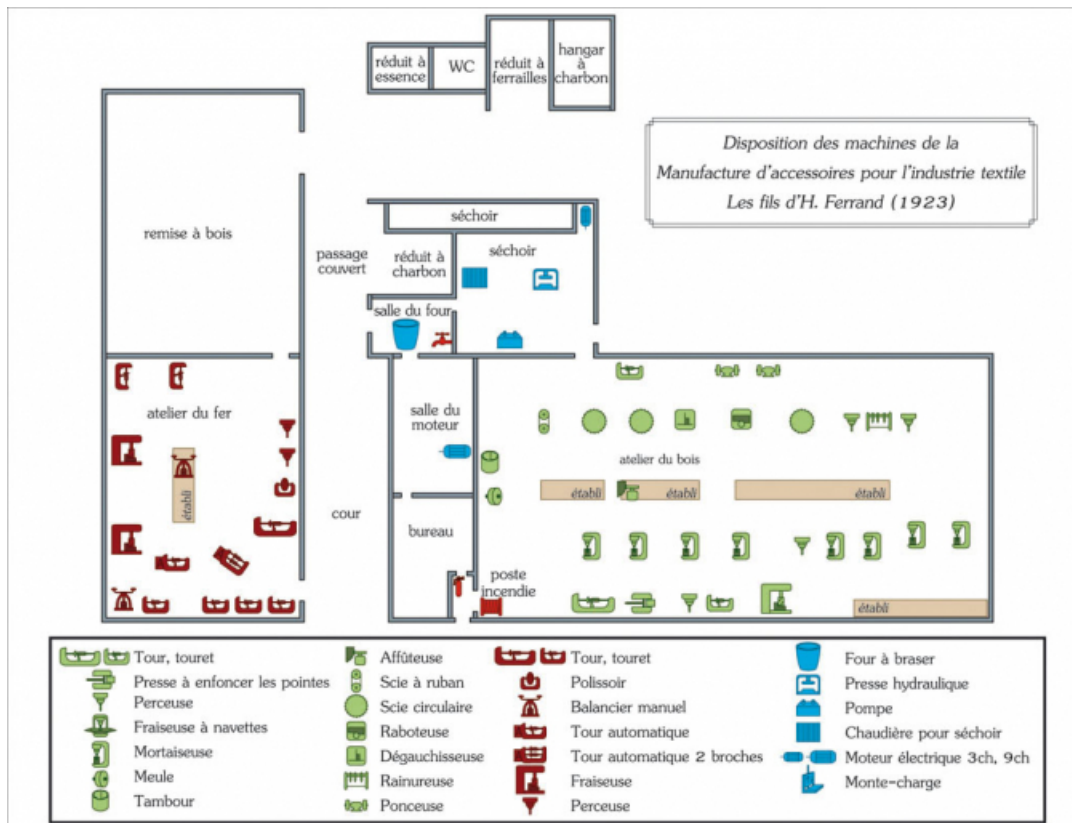 réduit à
essence
WC
réduit à
ferrailles
hangar
à
charbon
Disposition des machines de la
Manufacture d'accessoires pour l'industrie textile
Les fils d'H. Ferrand (1923)
remise à bois
passage
couvert
séchoir
réduit à
charbon
séchoir
salle du four
atelier du fer
établi
cour
salle du
moteur
bureau
poste
incendie
atelier du bois
établi
établi
établi
établi
Tour, touret
Presse à enfoncer les pointes
Perceuse
Fraiseuse à navettes
Mortaiseuse
Meule
Tambour
Affûteuse
Scie à ruban
Scie circulaire
Raboteuse
Dégauchisseuse
Rainureuse
Ponceuse
Tour, touret
Polissoir
Balancier manuel
Tour automatique
Tour automatique 2 broches
Fraiseuse
Perceuse
Four à braser
Presse hydraulique
Pompe
Chaudière pour séchoir
Moteur électrique 3ch, 9ch
Monte-charge